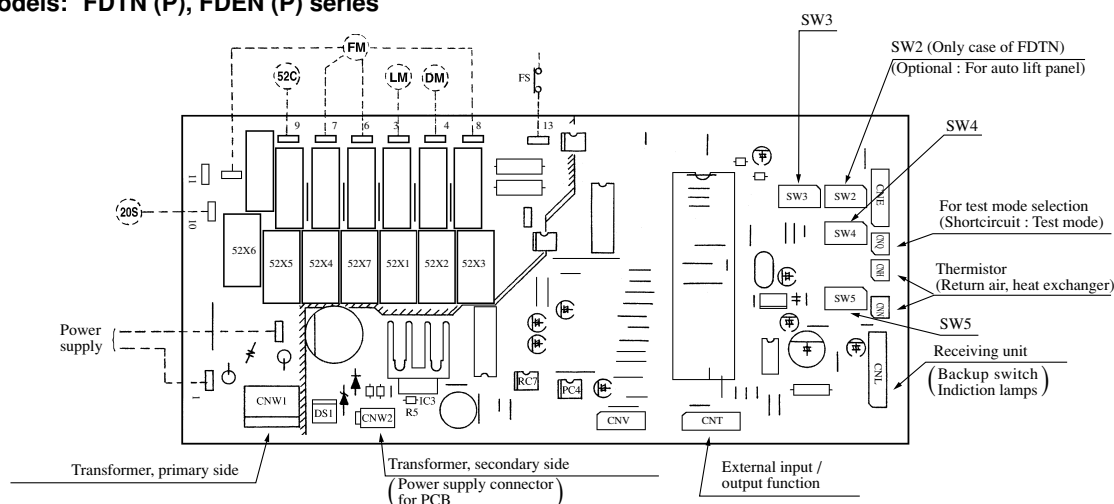 odels: FDTN (P), FDEN (P) series
SW3
SW2 (Only case of FDTN)
(Optional : For auto lift panel)
SW4
FM
52C
LM
DM
FS
9
7
6
3
4
8
13
11
10
20S
SW3
SW2
CNE
SW4
CNQ
CNH
SW5
CNN
For test mode selection
(Shortcircuit : Test mode)
Thermistor
(Return air, heat exchanger)
SW5
Receiving unit
(Backup switch
Indiction lamps)
52X6
52X5
52X4
52X7
52X1
52X2
52X3
Power
supply
1
CNW1
DS1
CNW2
IC3
R5
RC7
PC4
CNV
CNT
CNL
Transformer, primary side
Transformer, secondary side
(Power supply connector
for PCB)
External input /
output function